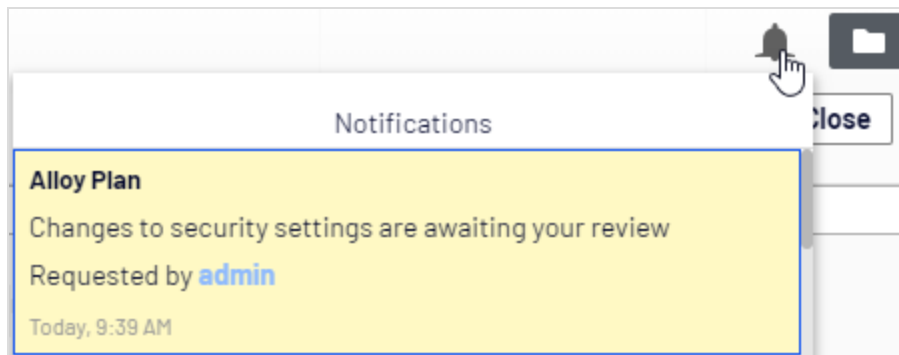 Notifications
Close
Alloy Plan
Changes to security settings are awaiting your review
Requested by admin
Today, 9:39 AM